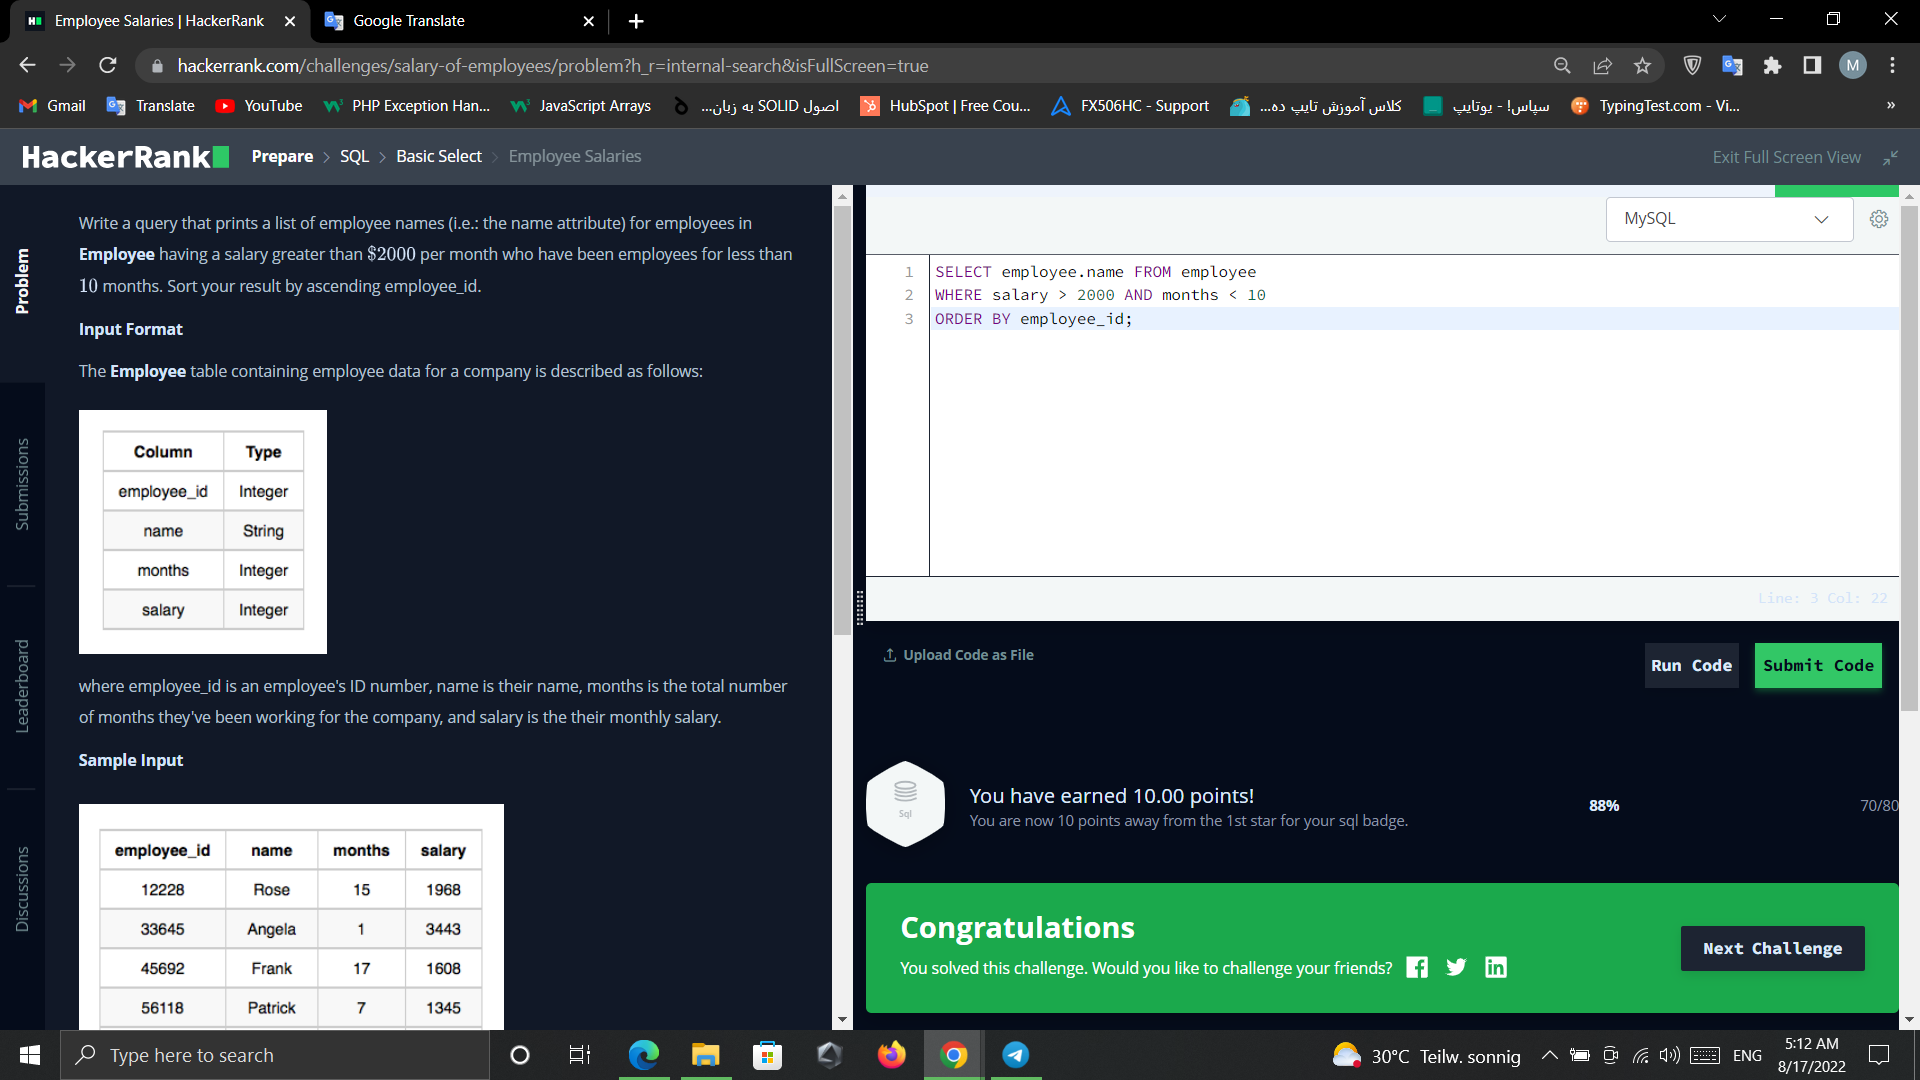 Employee Salaries | HackerRank
Google Translate
hackerrank.com/challenges/salary-of-employees/problem?h_r=internal-search&isFullScreen=true
M
Gmail
Translate
YouTube
PHP Exception Han...
JavaScript Arrays
اصول SOLID به زبان...
HubSpot | Free Cou...
FX506HC - Support
کلاس آموزش تایپ ده...
سپاس! - یوتایپ
TypingTest.com - Vi...
»
HackerRank
Prepare > SQL > Basic Select > Employee Salaries
Exit Full Screen View
Problem
Submissions
Leaderboard
Discussions
Write a query that prints a list of employee names (i.e.: the name attribute) for employees in
Employee having a salary greater than $2000 per month who have been employees for less than
10 months. Sort your result by ascending employee_id.
Input Format
The Employee table containing employee data for a company is described as follows:
Column Type
employee_id Integer
name String
months Integer
salary Integer
where employee_id is an employee's ID number, name is their name, months is the total number
of months they've been working for the company, and salary is the their monthly salary.
Sample Input
employee_id name months salary
12228 Rose 15 1968
33645 Angela 1 3443
45692 Frank 17 1608
56118 Patrick 7 1345
MySQL
1 SELECT employee.name FROM employee
2 WHERE salary > 2000 AND months < 10
3 ORDER BY employee_id;
Line: 3 Col: 22
Upload Code as File
Run Code
Submit Code
Sql
You have earned 10.00 points!
You are now 10 points away from the 1st star for your sql badge.
88%
70/80
Congratulations
You solved this challenge. Would you like to challenge your friends?
Next Challenge
Type here to search
30°C Teilw. sonnig
ENG
5:12 AM
8/17/2022